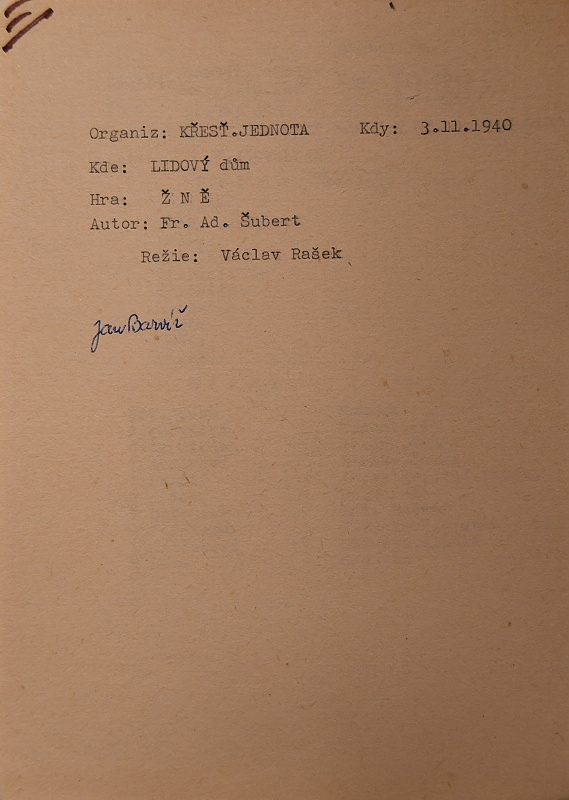 Organiz: KŘESŤ.JEDNOTA Kdy: 3.11.1940
Kde: LIDOVÝ dům
Hra: Ž N Ě
Autor: Fr. Ad. Šubert
Režie: Václav Rašek
Jan Barvíř